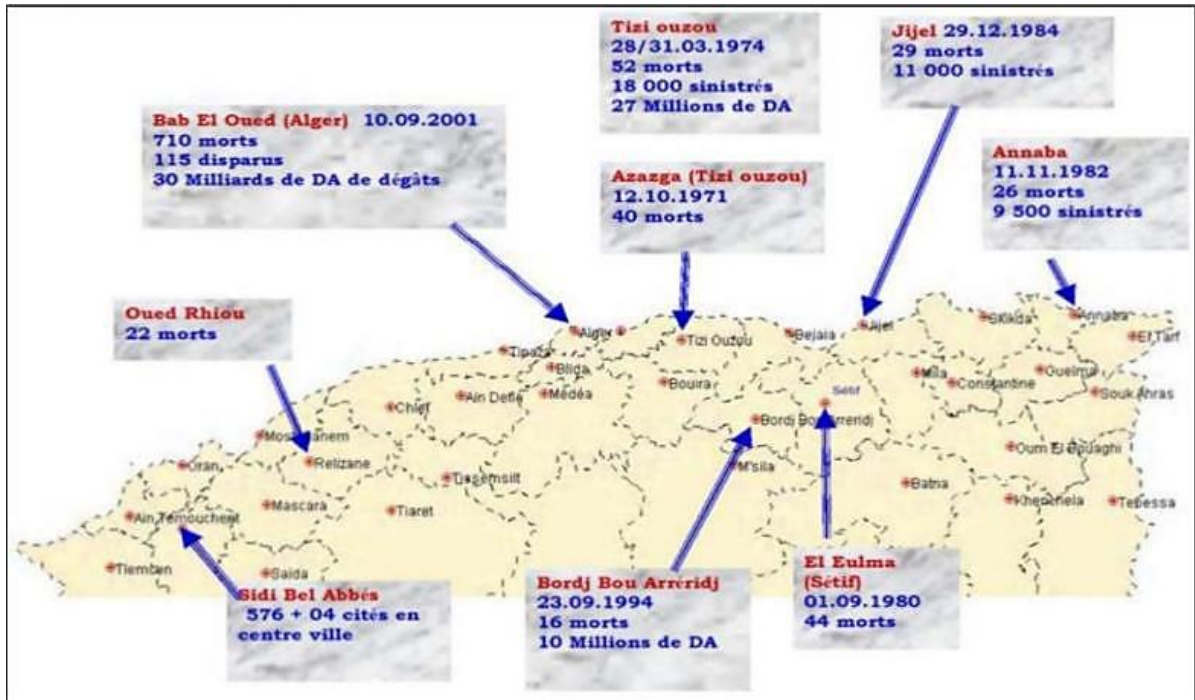 Tizi ouzou
28/31.03.1974
52 morts
18 000 sinistrés
27 Millions de DA
Jijel 29.12.1984
29 morts
11 000 sinistrés
Bab El Oued (Alger) 10.09.2001
710 morts
115 disparus
30 Milliards de DA de dégâts
Azazga (Tizi ouzou)
12.10.1971
40 morts
Annaba
11.11.1982
26 morts
9 500 sinistrés
Oued Rhiou
22 morts
Alger
Tizi Ouzou
Bejaia
Jijel
Skikda
Annaba
El Tarf
Tipaza
Blida
Médéa
Bouira
Sétif
Mila
Constantine
Guelma
Souk Ahras
Chlef
Ain Defla
Bordj Bou Arreridj
Mostaganem
Relizane
Oran
Tissemsilt
M'sila
Batna
Oum El Bouaghi
Khenchela
Tebessa
Mascara
Tiaret
Ain Temouchent
Tlemcen
Saida
Sidi Bel Abbés
576 + 04 cités en
centre ville
Bordj Bou Arréridj
23.09.1994
16 morts
10 Millions de DA
El Eulma
(Sétif)
01.09.1980
44 morts